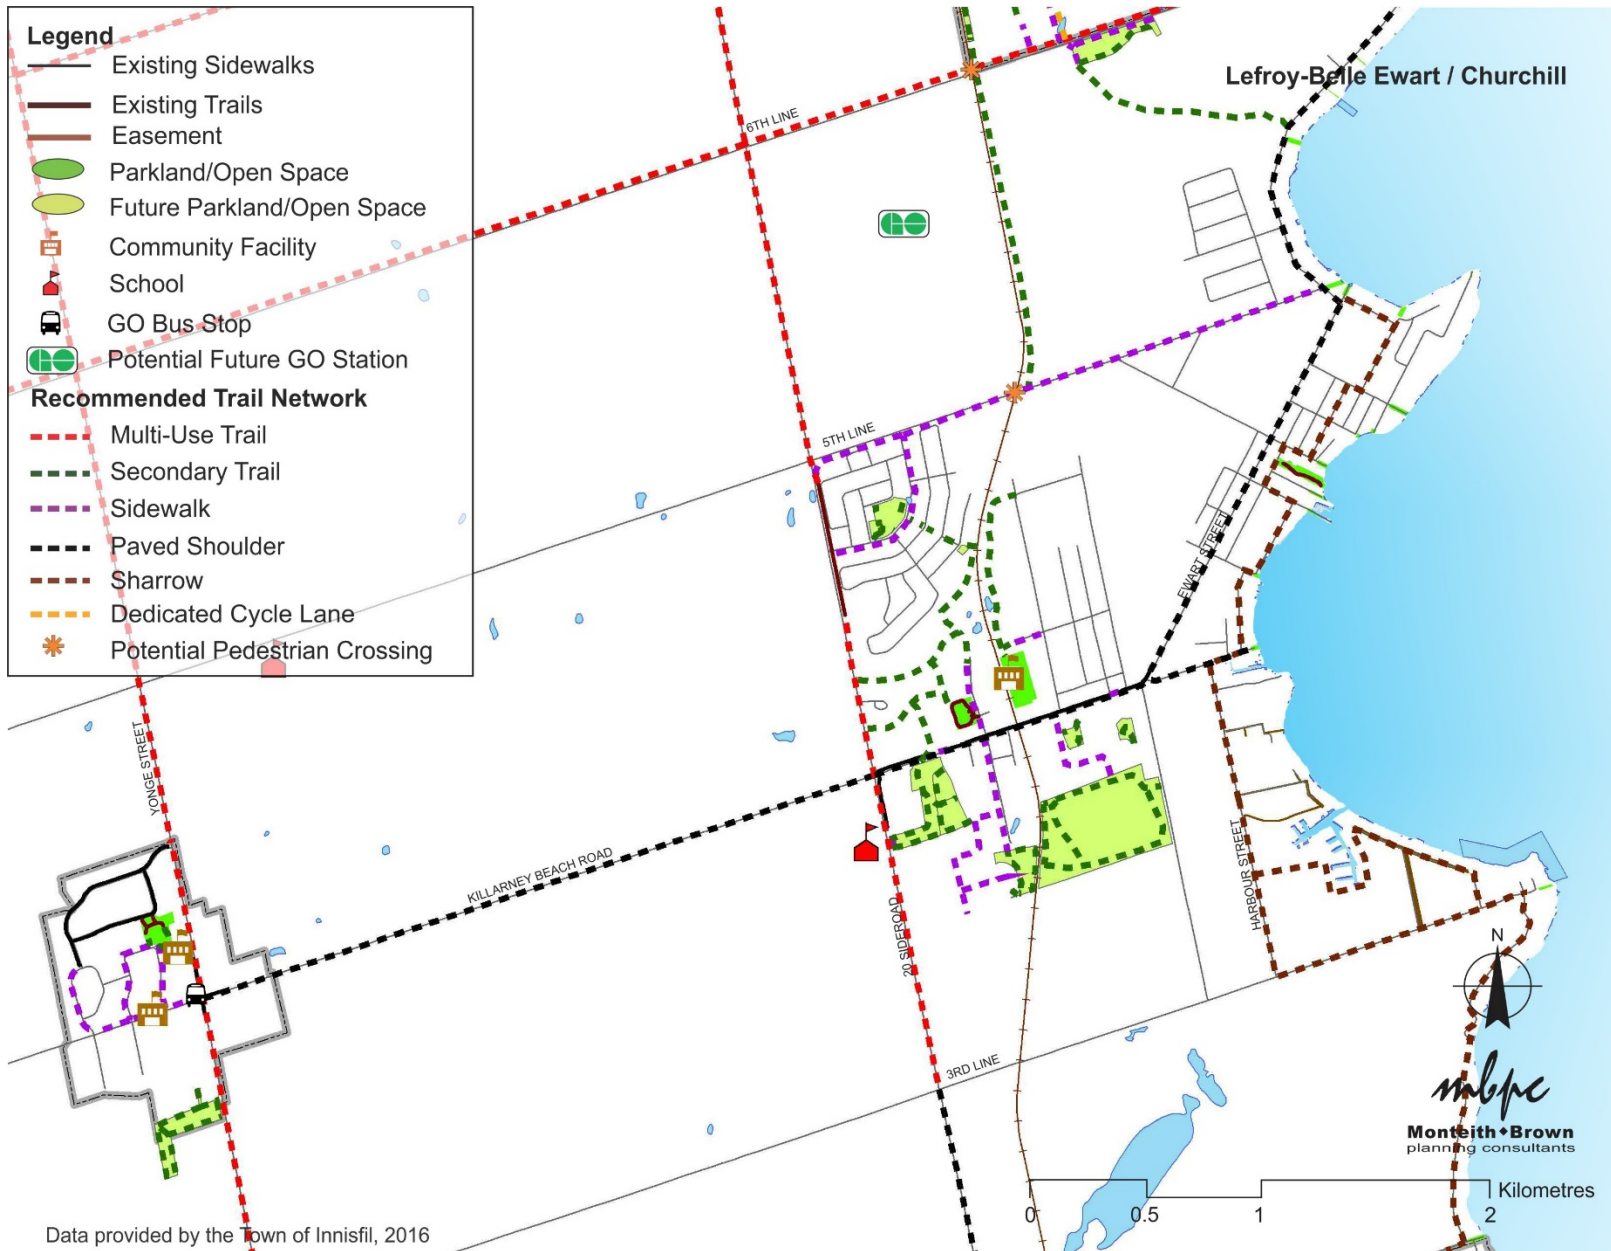 Legend
Existing Sidewalks
Existing Trails
Easement
Parkland/Open Space
Future Parkland/Open Space
Community Facility
School
GO Bus Stop
GO
Potential Future GO Station
Recommended Trail Network
Multi-Use Trail
Secondary Trail
Sidewalk
Paved Shoulder
Sharrow
Dedicated Cycle Lane
Potential Pedestrian Crossing
Lefroy-Belle Ewart / Churchill
6TH LINE
GO
5TH LINE
EWART STREET
YONGE STREET
KILLARNEY BEACH ROAD
HARBOUR STREET
20 SIDEROAD
3RD LINE
N
mbpc
Monteith◆Brown
planning consultants
Kilometres
0 0.5 1 2
Data provided by the Town of Innisfil, 2016